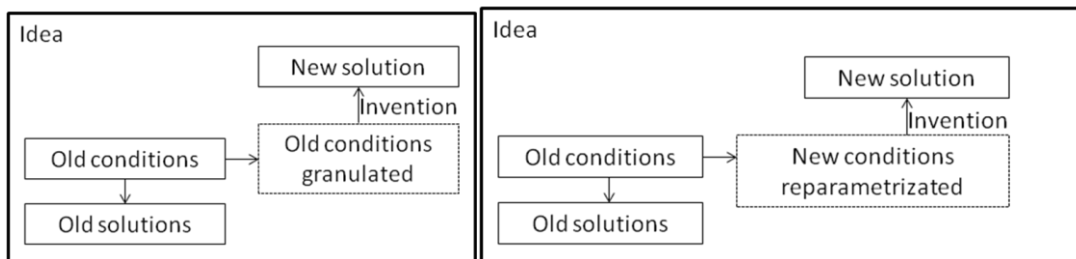 Idea
New solution
Invention
Old conditions
Old conditions
granulated
Old solutions
Idea
New solution
Invention
Old conditions
New conditions
reparametrizated
Old solutions